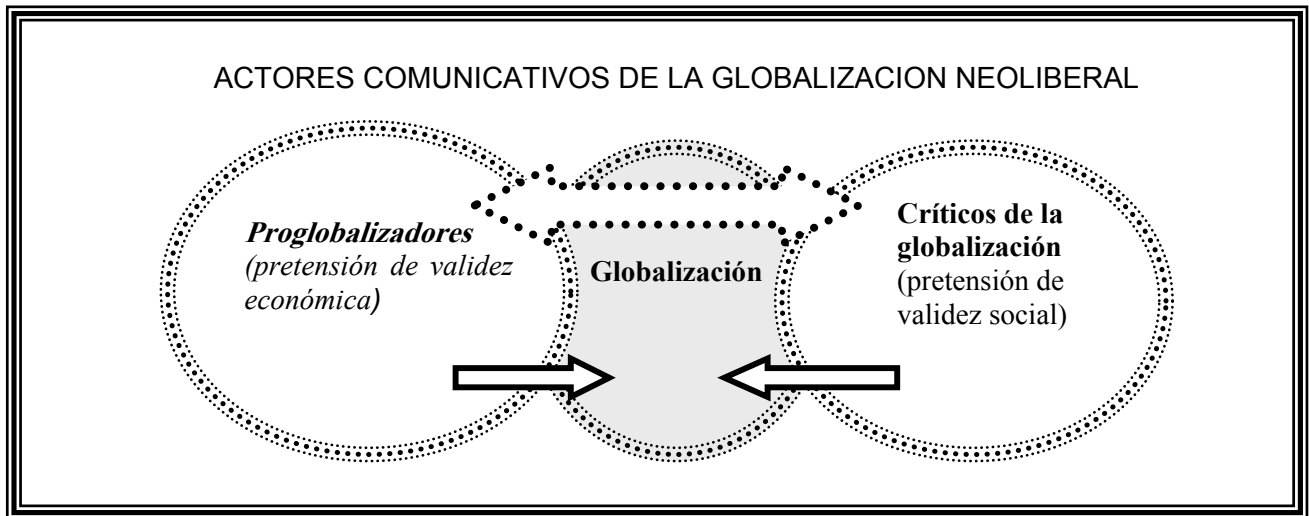 ACTORES COMUNICATIVOS DE LA GLOBALIZACION NEOLIBERAL
Proglobalizadores
(pretensión de validez
económica)
Globalización
Críticos de la
globalización
(pretensión de
validez social)